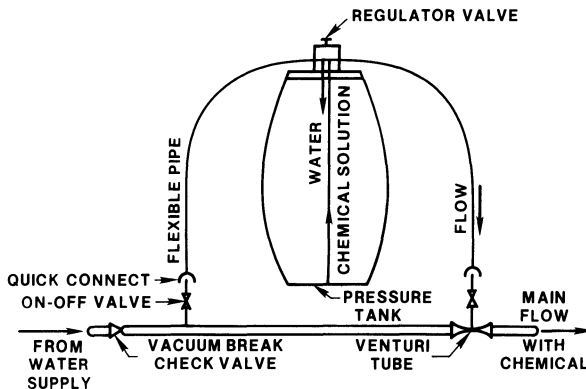 REGULATOR VALVE
FLEXIBLE PIPE
WATER
CHEMICAL SOLUTION
FLOW
QUICK CONNECT
ON-OFF VALVE
PRESSURE
TANK
MAIN
FLOW
FROM
WATER
SUPPLY
VACUUM BREAK
CHECK VALVE
VENTURI
TUBE
WITH
CHEMICAL